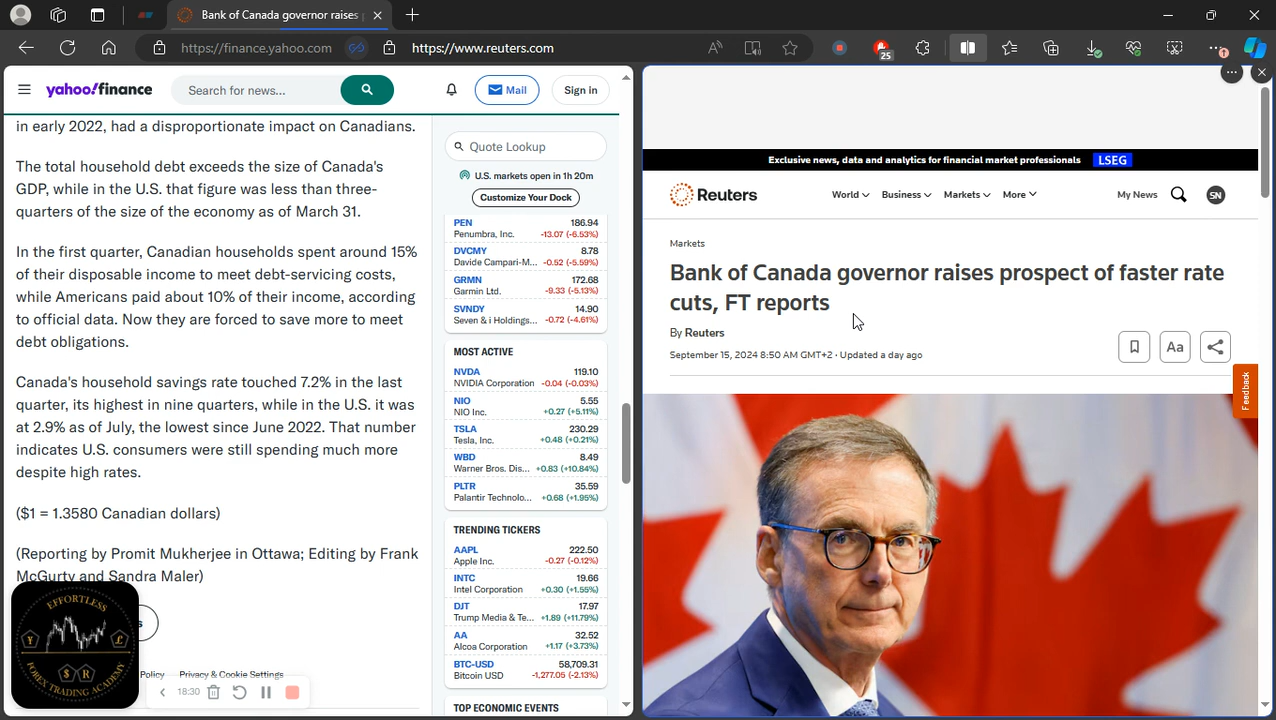 Bank of Canada governor raises
https://finance.yahoo.com
https://www.reuters.com
25
yahoo!finance
Search for news...
Mail
Sign in
in early 2022, had a disproportionate impact on Canadians.
The total household debt exceeds the size of Canada's
GDP, while in the U.S. that figure was less than three-
quarters of the size of the economy as of March 31.
In the first quarter, Canadian households spent around 15%
of their disposable income to meet debt-servicing costs,
while Americans paid about 10% of their income, according
to official data. Now they are forced to save more to meet
debt obligations.
Canada's household savings rate touched 7.2% in the last
quarter, its highest in nine quarters, while in the U.S. it was
at 2.9% as of July, the lowest since June 2022. That number
indicates U.S. consumers were still spending much more
despite high rates.
($1 = 1.3580 Canadian dollars)
(Reporting by Promit Mukherjee in Ottawa; Editing by Frank
McGurty and Sandra Maler)
s
Policy Privacy & Cookie Settings
EFFORTLESS
¥ £
$ R
FOREX TRADING ACADEMY
18:30
Quote Lookup
U.S. markets open in 1h 20m
Customize Your Dock
PEN 186.94
Penumbra, Inc. -13.07 (-6.53%)
DVCMY 8.78
Davide Campari-M... -0.52 (-5.59%)
GRMN 172.68
Garmin Ltd. -9.33 (-5.13%)
SVNDY 14.90
Seven & i Holdings... -0.72 (-4.61%)
MOST ACTIVE
NVDA 119.10
NVIDIA Corporation -0.04 (-0.03%)
NIO 5.55
NIO Inc. +0.27 (+5.11%)
TSLA 230.29
Tesla, Inc. +0.48 (+0.21%)
WBD 8.49
Warner Bros. Dis... +0.83 (+10.84%)
PLTR 35.59
Palantir Technolo... +0.68 (+1.95%)
TRENDING TICKERS
AAPL 222.50
Apple Inc. -0.27 (-0.12%)
INTC 19.66
Intel Corporation +0.30 (+1.55%)
DJT 17.97
Trump Media & Te... +1.89 (+11.79%)
AA 32.52
Alcoa Corporation +1.17 (+3.73%)
BTC-USD 58,709.31
Bitcoin USD -1,277.05 (-2.13%)
TOP ECONOMIC EVENTS
Exclusive news, data and analytics for financial market professionals LSEG
Reuters
World Business Markets More
My News
SN
Markets
Bank of Canada governor raises prospect of faster rate
cuts, FT reports
By Reuters
September 15, 2024 8:50 AM GMT+2 · Updated a day ago
Aa
Feedback